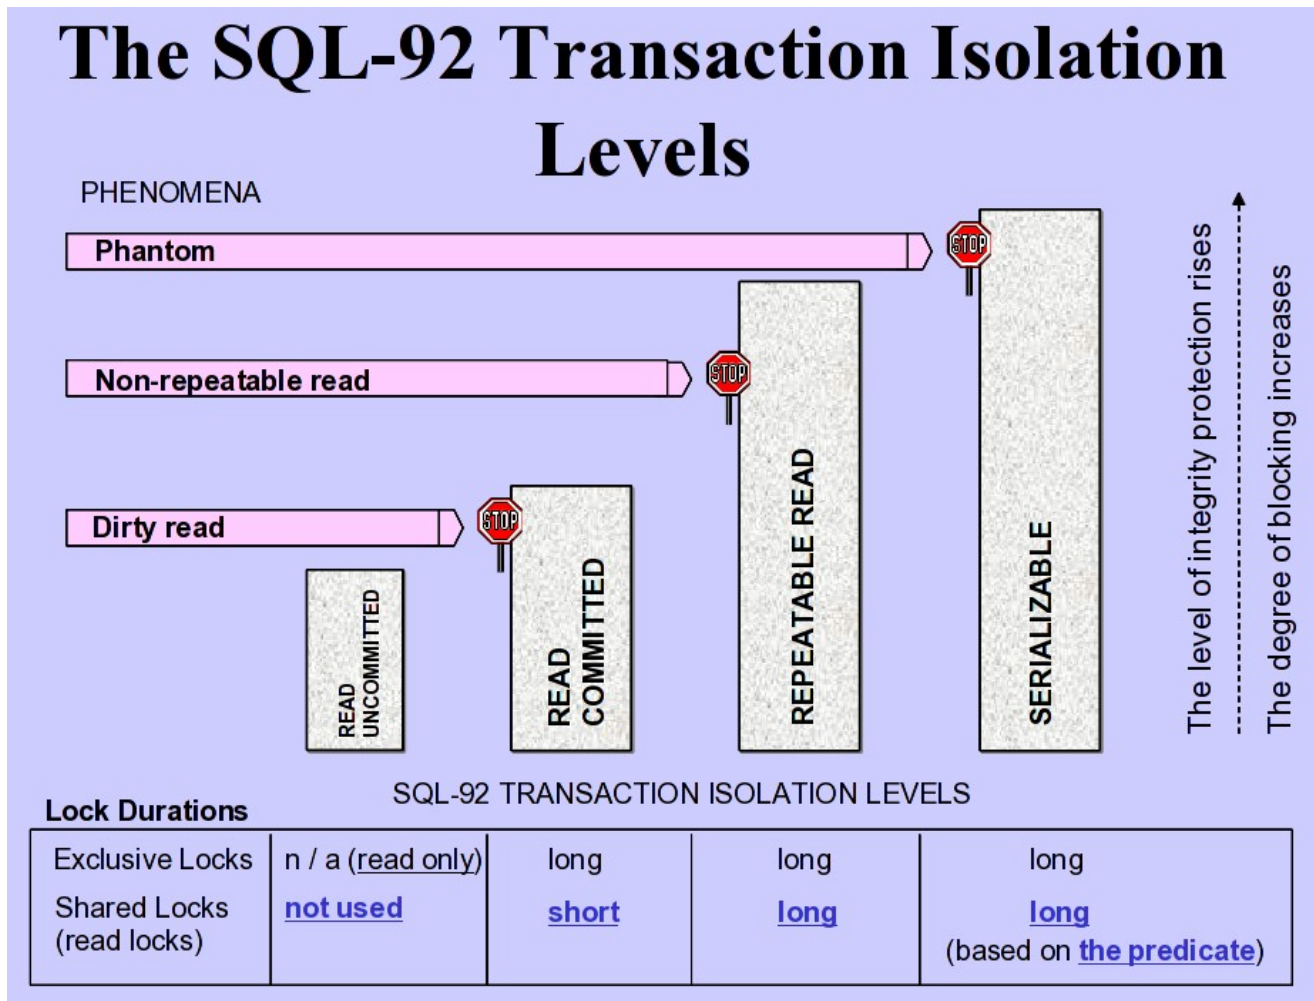 The SQL-92 Transaction Isolation
Levels
PHENOMENA
Phantom
STOP
Non-repeatable read
STOP
Dirty read
STOP
READ
UNCOMMITTED
READ
COMMITTED
REPEATABLE READ
SERIALIZABLE
The level of integrity protection rises
The degree of blocking increases
SQL-92 TRANSACTION ISOLATION LEVELS
Lock Durations
Exclusive Locks n / a (read only) long long long
Shared Locks not used short long long
(read locks) (based on the predicate)